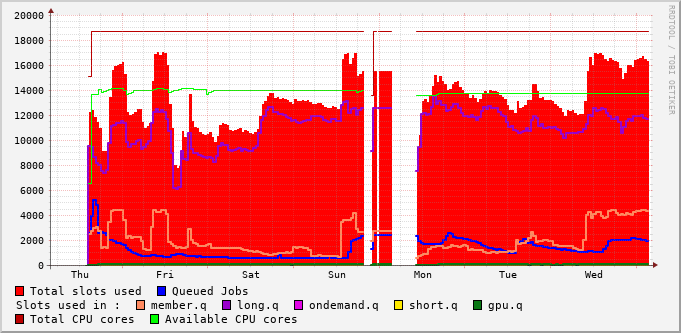 RRDTOOL / TOBI OETIKER
20000
18000
16000
14000
12000
10000
8000
6000
4000
2000
0
Thu Fri Sat Sun Mon Tue Wed
Total slots used Queued Jobs
Slots used in : member.q long.q ondemand.q short.q gpu.q
Total CPU cores Available CPU cores